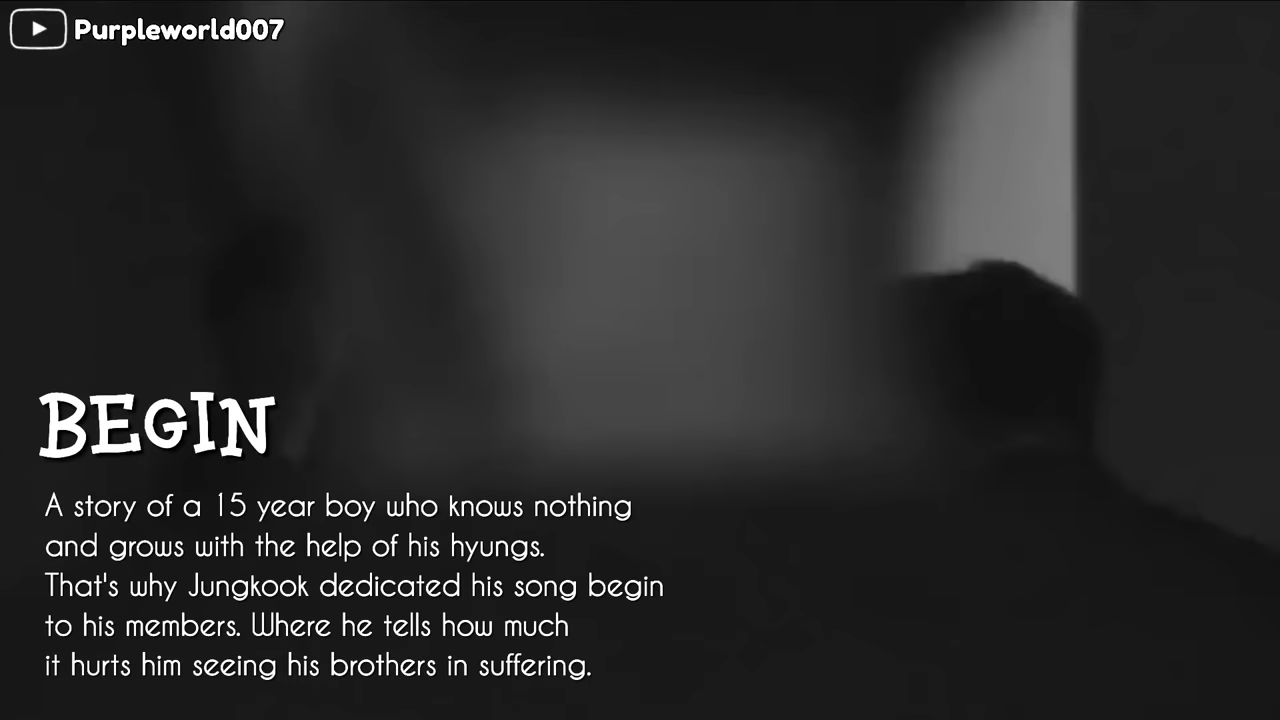 Purpleworld007
BEGIN
A story of a 15 year boy who knows nothing
and grows with the help of his hyungs.
That's why Jungkook dedicated his song begin
to his members. Where he tells how much
it hurts him seeing his brothers in suffering.